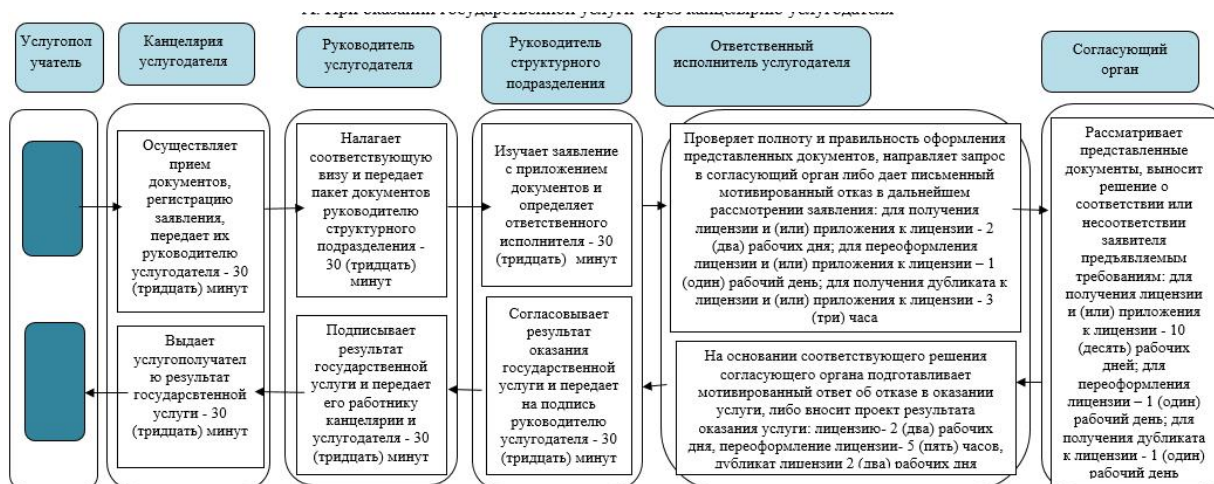 А. При оказании государственной услуги через канцелярию услугодателя
Услугопол
учатель
Канцелярия
услугодателя
Руководитель
услугодателя
Руководитель
структурного
подразделения
Ответственный
исполнитель услугодателя
Согласующий
орган
Осуществляет
прием
документов,
регистрацию
заявления,
передает их
руководителю
услугодателя - 30
(тридцать) минут
Налагает
соответствующую
визу и передает
пакет документов
руководителю
структурного
подразделения -
30 (тридцать)
минут
Изучает заявление
с приложением
документов и
определяет
ответственного
исполнителя - 30
(тридцать) минут
Проверяет полноту и правильность оформления
представленных документов, направляет запрос
в согласующий орган либо дает письменный
мотивированный отказ в дальнейшем
рассмотрении заявления: для получения
лицензии и (или) приложения к лицензии - 2
(два) рабочих дня; для переоформления
лицензии и (или) приложения к лицензии – 1
(один) рабочий день; для получения дубликата к
лицензии и (или) приложения к лицензии - 3
(три) часа
Рассматривает
представленные
документы, выносит
решение о
соответствии или
несоответствии
заявителя
предъявляемым
требованиям: для
получения лицензии
и (или) приложения
к лицензии - 10
(десять) рабочих
дней; для
переоформления
лицензии – 1 (один)
рабочий день; для
получения дубликата
к лицензии - 1 (один)
рабочий день
Выдает
услугополучател
ю результат
государсвтенной
услуги - 30
(тридцать) минут
Подписывает
результат
государственной
услуги и передает
его работнику
канцелярии и
услугодателя - 30
(тридцать) минут
Согласовывает
результат
оказания
государственной
услуги и передает
на подпись
руководителю
услугодателя - 30
(тридцать) минут
На основании соответствующего решения
согласующего органа подготавливает
мотивированный ответ об отказе в оказании
услуги, либо вносит проект результата
оказания услуги: лицензию- 2 (два) рабочих
дня, переоформление лицензии- 5 (пять) часов,
дубликат лицензии 2 (два) рабочих дня